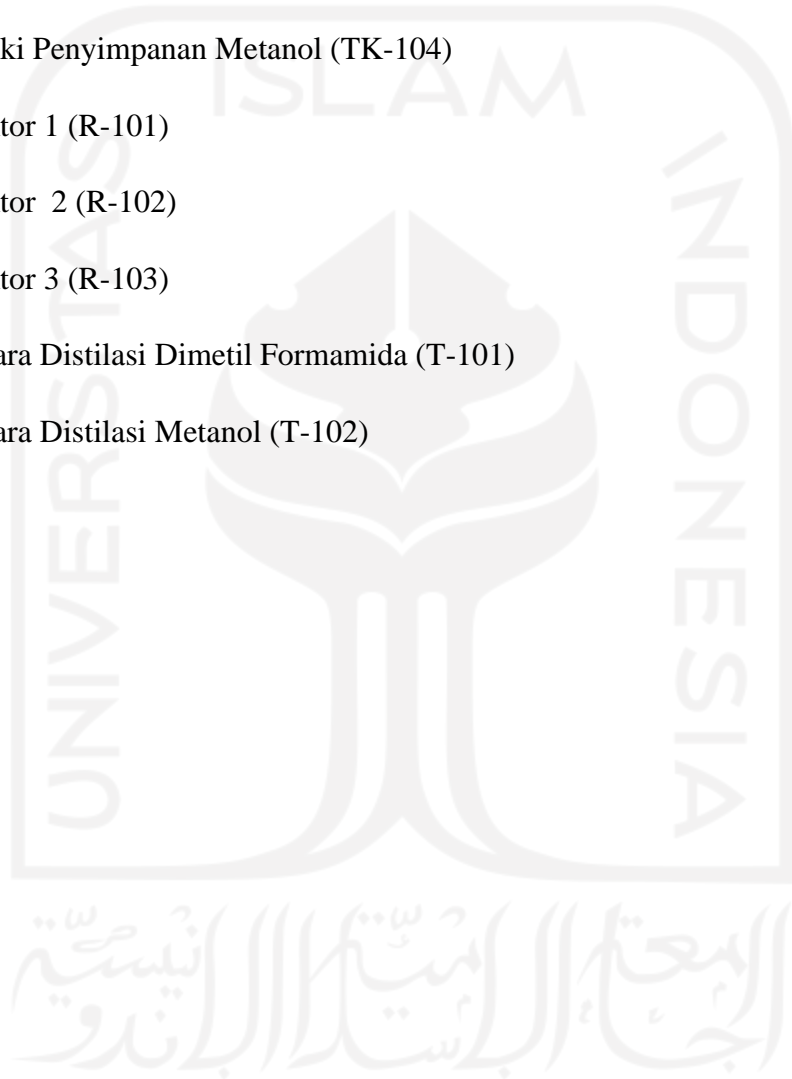 ki Penyimpanan Metanol (TK-104)
tor 1 (R-101)
tor 2 (R-102)
tor 3 (R-103)
ara Distilasi Dimetil Formamida (T-101)
ara Distilasi Metanol (T-102)
ISLAM
UNIVERSITAS
INDONESIA